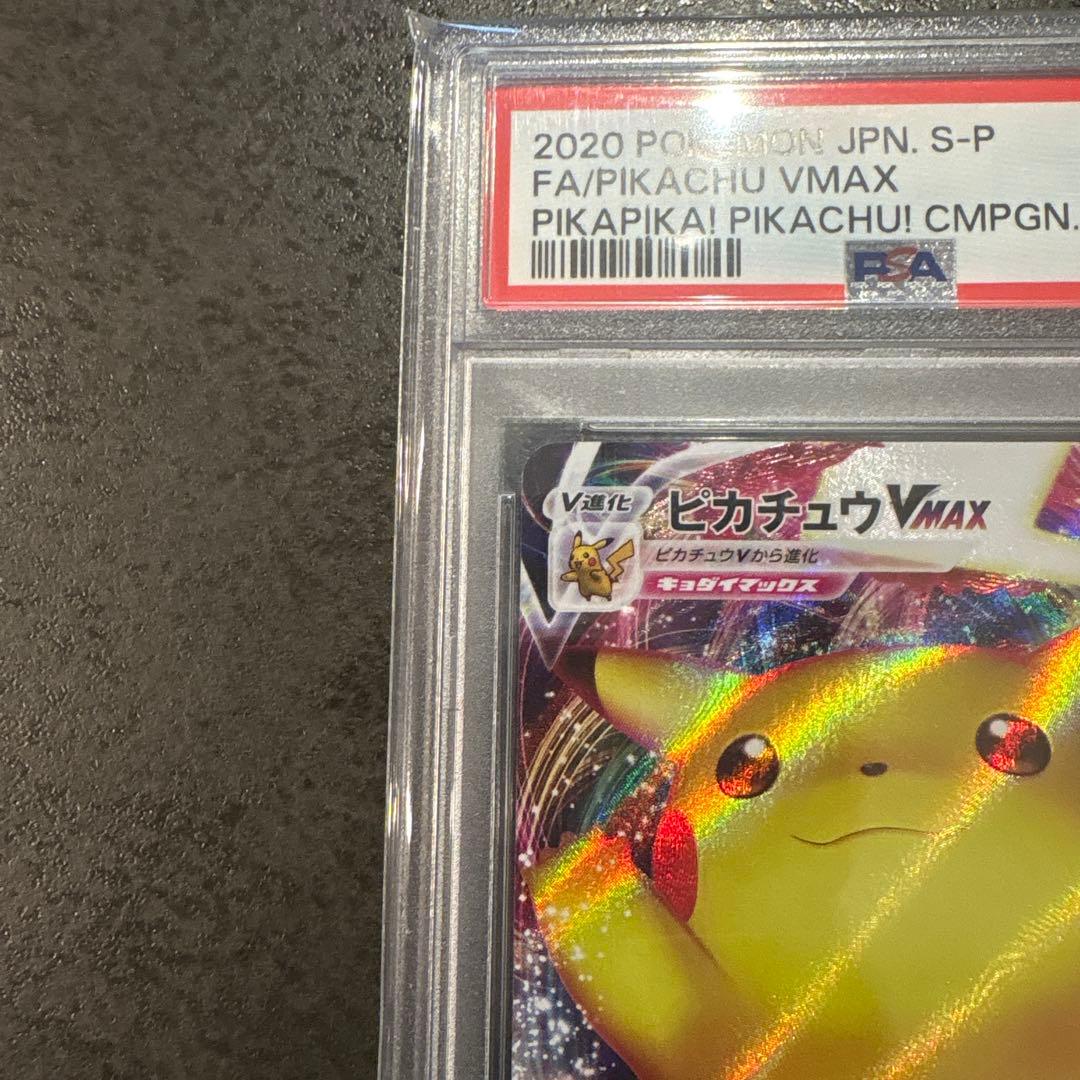 2020 POKEMON JPN. S-P
FA/PIKACHU VMAX
PIKAPIKA! PIKACHU! CMPGN.
PSA
V進化
ピカチュウVMAX
ピカチュウVから進化
キョダイマックス